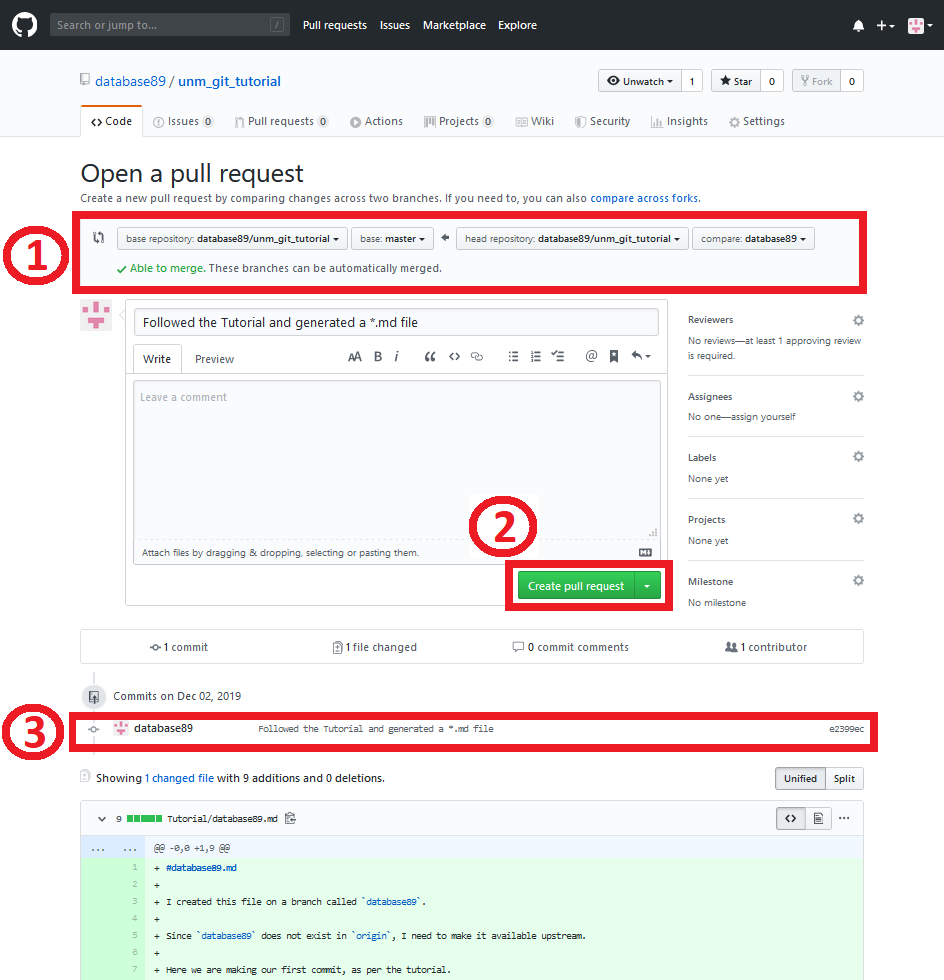 Search or jump to... / Pull requests Issues Marketplace Explore
database89 / unm_git_tutorial Unwatch 1 Star 0 Fork 0
Code Issues 0 Pull requests 0 Actions Projects 0 Wiki Security Insights Settings
Open a pull request
Create a new pull request by comparing changes across two branches. If you need to, you can also compare across forks.
1
base repository: database89/unm_git_tutorial base: master head repository: database89/unm_git_tutorial compare: database89
Able to merge. These branches can be automatically merged.
Followed the Tutorial and generated a *.md file
Write Preview AA B i
Leave a comment
Attach files by dragging & dropping, selecting or pasting them.
2
Create pull request
Reviewers
No reviews—at least 1 approving review
is required.
Assignees
No one—assign yourself
Labels
None yet
Projects
None yet
Milestone
No milestone
1 commit 1 file changed 0 commit comments 1 contributor
Commits on Dec 02, 2019
3
database89 Followed the Tutorial and generated a *.md file e2399ec
Showing 1 changed file with 9 additions and 0 deletions. Unified Split
9 Tutorial/database89.md
... ... @@ -0,0 +1,9 @@
1 + #database89.md
2 +
3 + I created this file on a branch called `database89`.
4 +
5 + Since `database89` does not exist in `origin`, I need to make it available upstream.
6 +
7 + Here we are making our first commit, as per the tutorial.